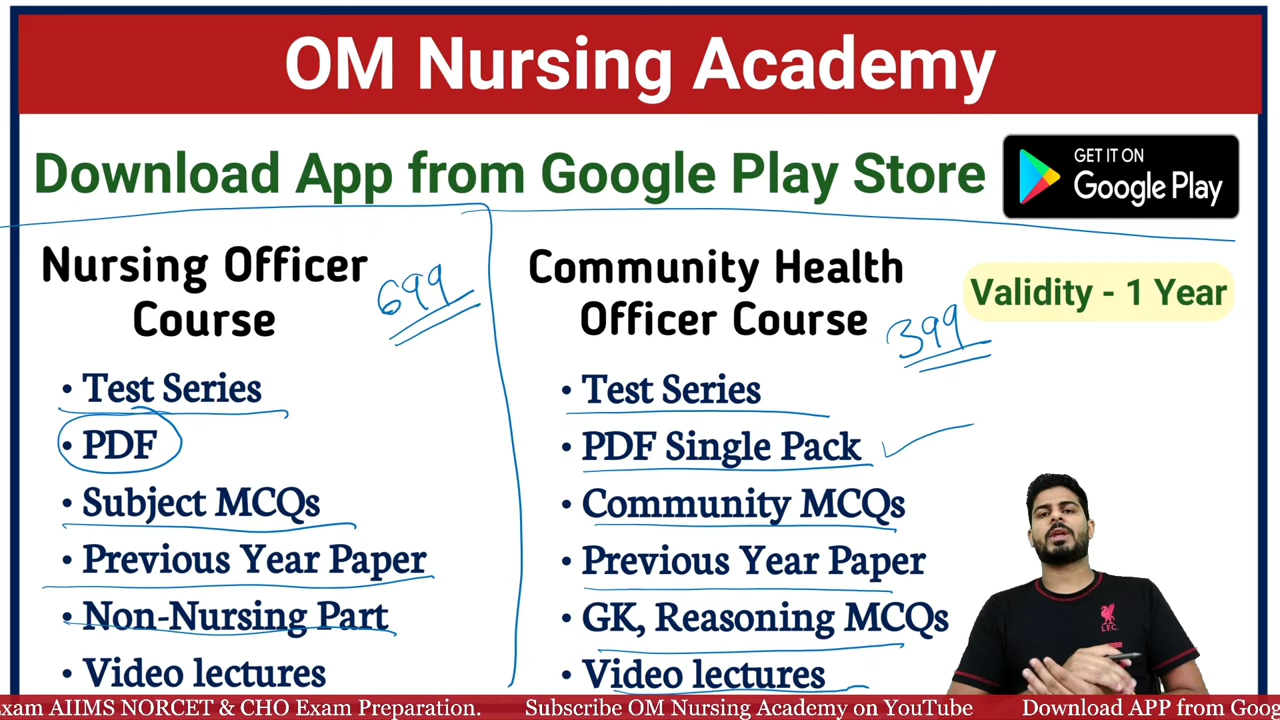 OM Nursing Academy
Download App from Google Play Store
GET IT ON
Google Play
Nursing Officer
Course
699
• Test Series
• PDF
• Subject MCQs
• Previous Year Paper
• Non-Nursing Part
• Video lectures
Community Health
Officer Course
399
Validity - 1 Year
• Test Series
• PDF Single Pack
• Community MCQs
• Previous Year Paper
• GK, Reasoning MCQs
• Video lectures
L.F.C.
Exam AIIMS NORCET & CHO Exam Preparation. Subscribe OM Nursing Academy on YouTube Download APP from Goog